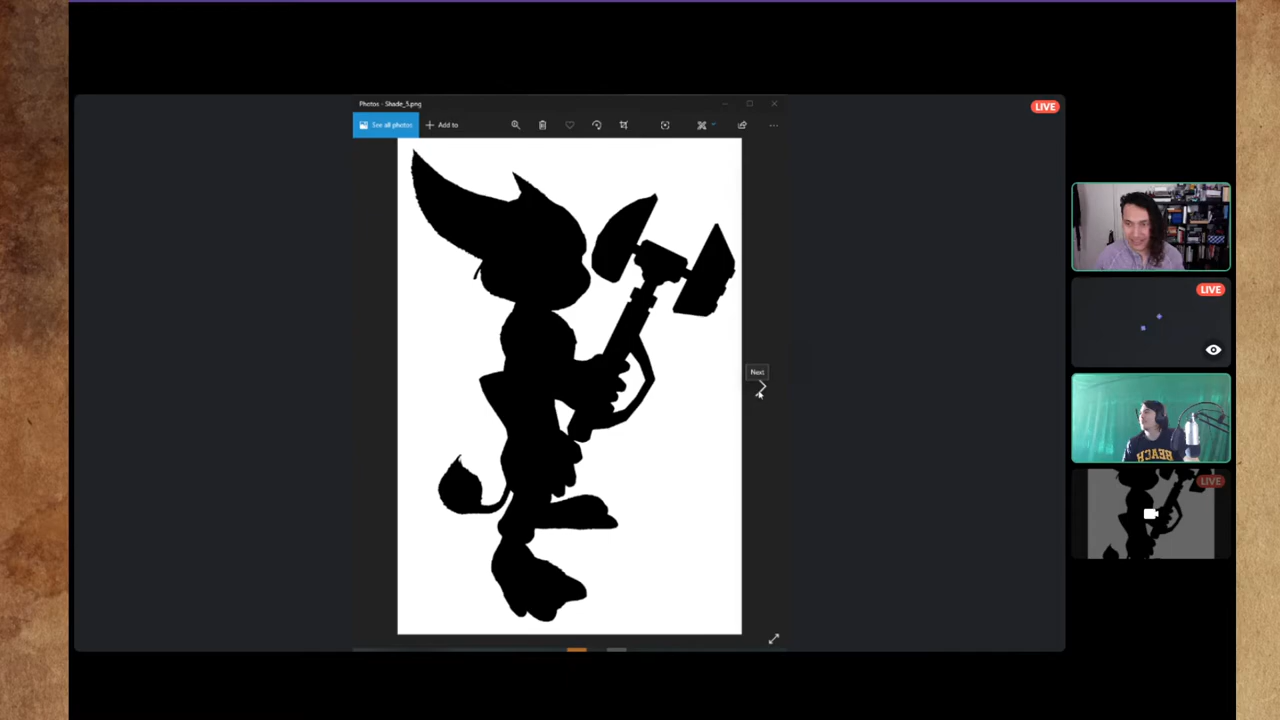 Photos - Shade_5.png
See all photos
Add to
Next
LIVE
LIVE
BEACH
LIVE